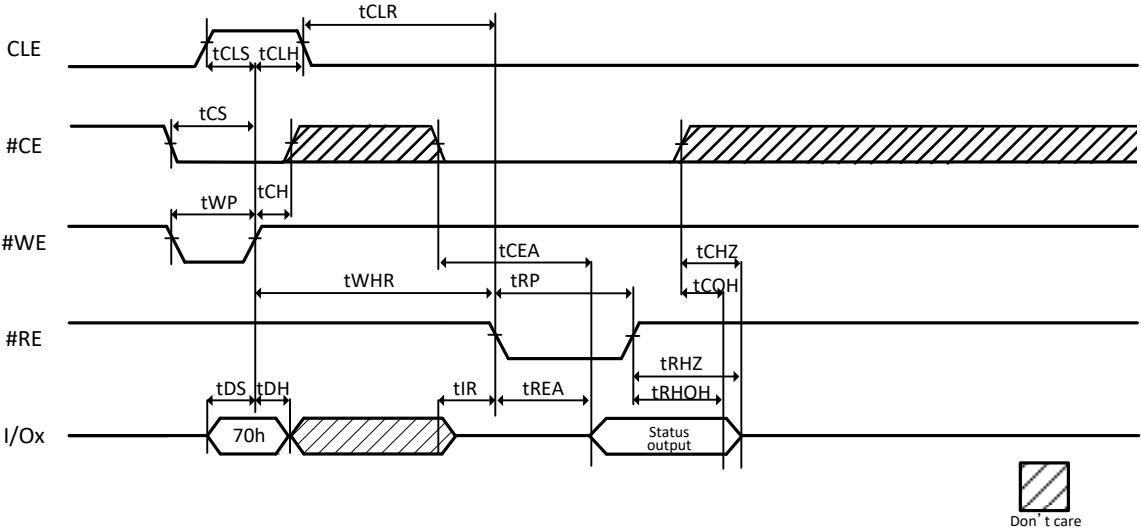 tCLR
CLE
tCLS tCLH
tCS
#CE
tCH
tWP
#WE
tCEA
tCHZ
tWHR
tRP
tCOH
#RE
tRHZ
tDS tDH
tIR
tREA
tRHOH
I/Ox
70h
Status
output
Don't care